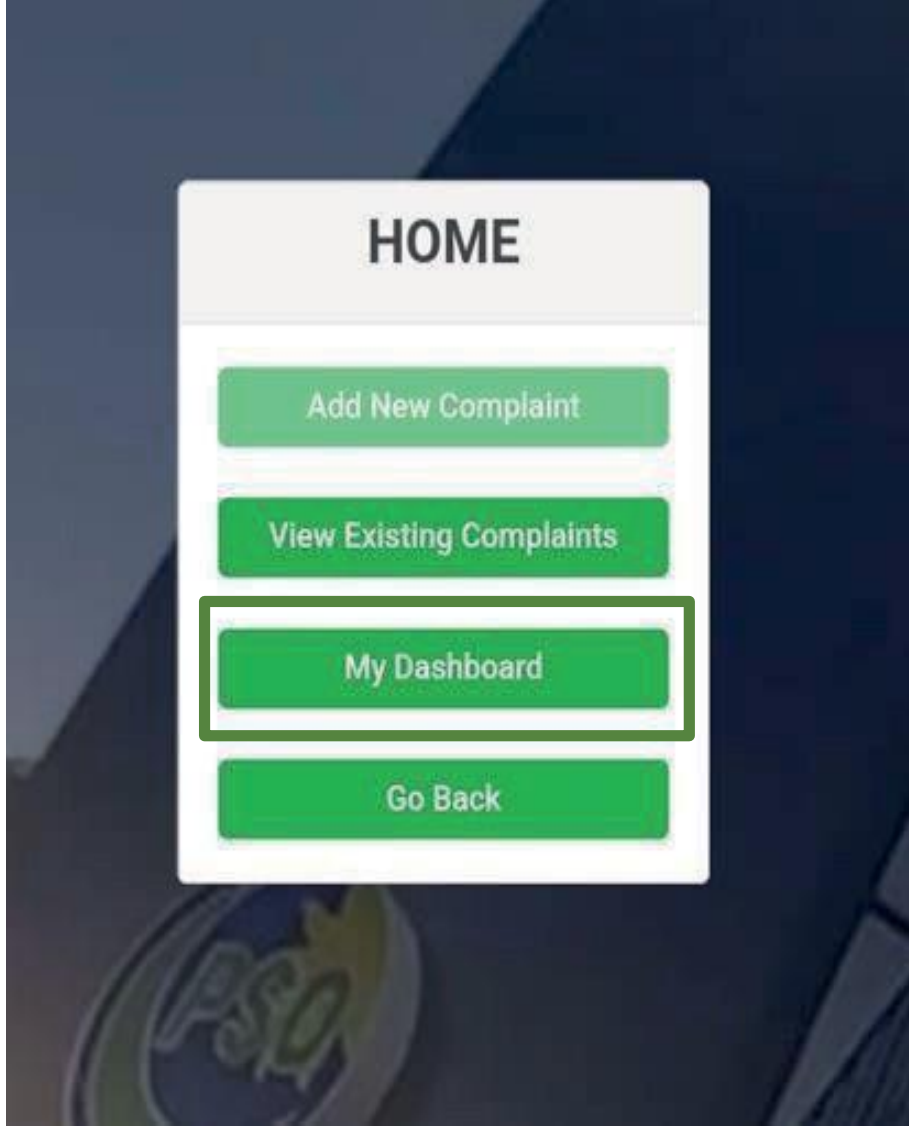 HOME
Add New Complaint
View Existing Complaints
My Dashboard
Go Back
PSO